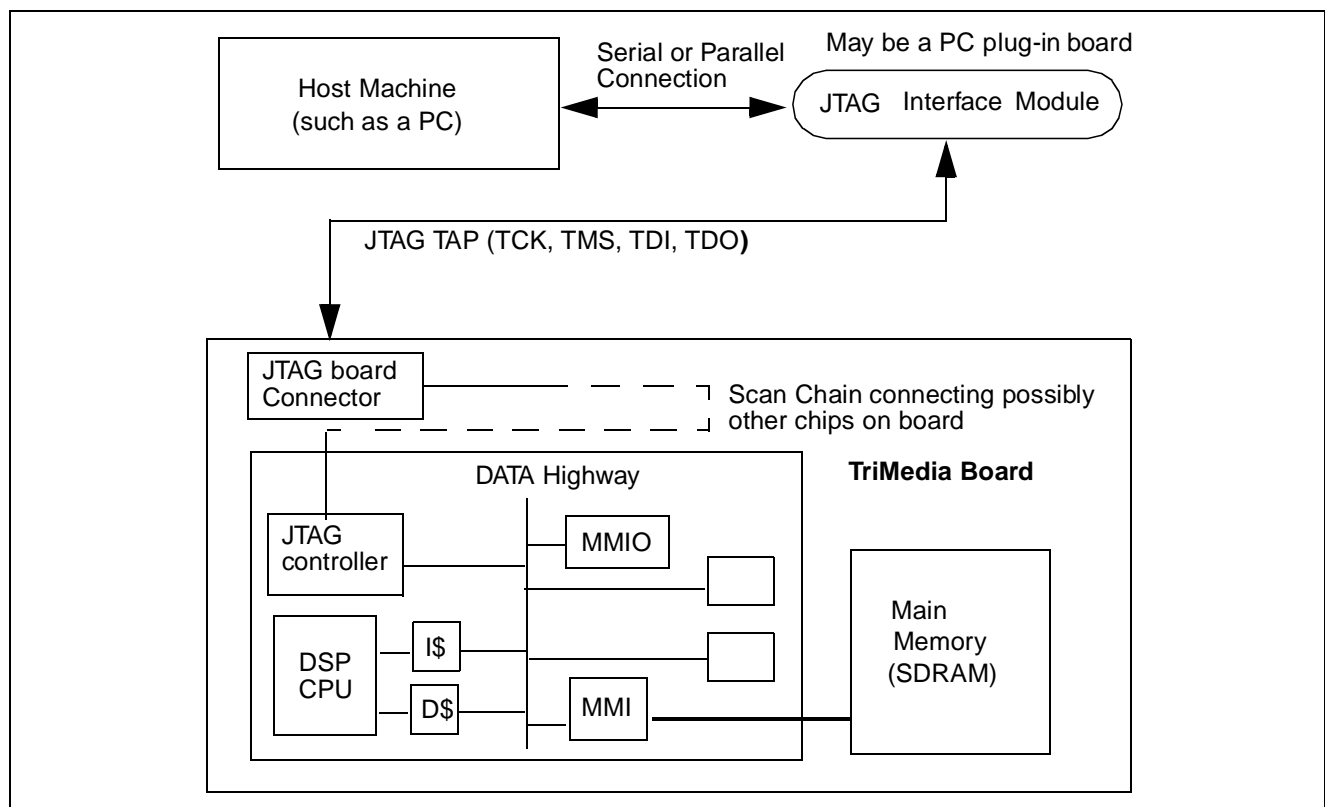 May be a PC plug-in board
Serial or Parallel
Connection
Host Machine
(such as a PC)
JTAG Interface Module
JTAG TAP (TCK, TMS, TDI, TDO)
JTAG board
Connector
Scan Chain connecting possibly
other chips on board
DATA Highway
TriMedia Board
JTAG
controller
MMIO
DSP
CPU
I$
D$
MMI
Main
Memory
(SDRAM)